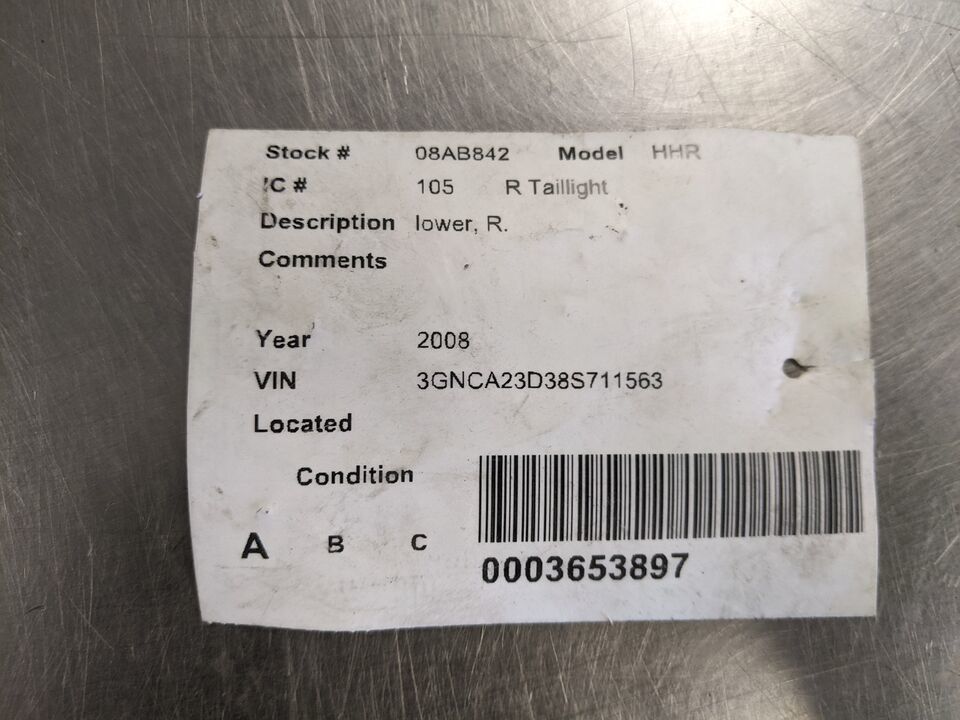 Stock # 08AB842 Model HHR
IC # 105 R Taillight
Description lower, R.
Comments
Year 2008
VIN 3GNCA23D38S711563
Located
Condition
A B C
0003653897